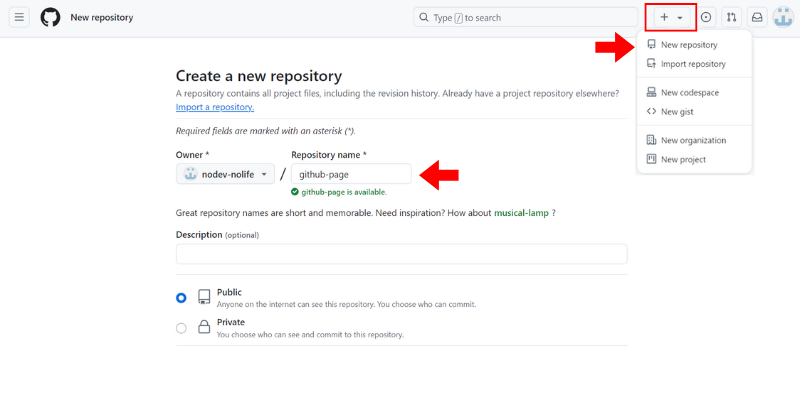 New repository
Type / to search
New repository
Import repository
New codespace
New gist
New organization
New project
Create a new repository
A repository contains all project files, including the revision history. Already have a project repository elsewhere?
Import a repository.
Required fields are marked with an asterisk (*).
Owner * Repository name *
nodev-nolife / github-page
github-page is available.
Great repository names are short and memorable. Need inspiration? How about musical-lamp ?
Description (optional)
Public
Anyone on the internet can see this repository. You choose who can commit.
Private
You choose who can see and commit to this repository.